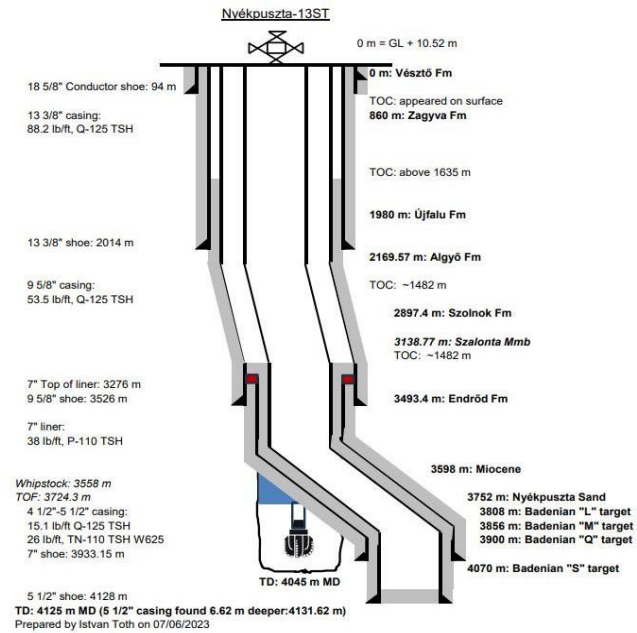 Nyékpuszta-13ST
0 m = GL + 10.52 m
0 m: Vésztő Fm
18 5/8" Conductor shoe: 94 m
TOC: appeared on surface
13 3/8" casing:
860 m: Zagyva Fm
88.2 lb/ft, Q-125 TSH
TOC: above 1635 m
1980 m: Újfalu Fm
13 3/8" shoe: 2014 m
2169.57 m: Algyő Fm
9 5/8" casing:
TOC: ~1482 m
53.5 lb/ft, Q-125 TSH
2897.4 m: Szolnok Fm
3138.77 m: Szalonta Mmb
TOC: ~1482 m
7" Top of liner: 3276 m
9 5/8" shoe: 3526 m
3493.4 m: Endrőd Fm
7" liner:
38 lb/ft, P-110 TSH
3598 m: Miocene
Whipstock: 3558 m
TOF: 3724.3 m
3752 m: Nyékpuszta Sand
4 1/2"-5 1/2" casing:
3808 m: Badenian "L" target
15.1 lb/ft Q-125 TSH
3856 m: Badenian "M" target
26 lb/ft, TN-110 TSH W625
3900 m: Badenian "Q" target
7" shoe: 3933.15 m
4070 m: Badenian "S" target
TD: 4045 m MD
5 1/2" shoe: 4128 m
TD: 4125 m MD (5 1/2" casing found 6.62 m deeper:4131.62 m)
Prepared by Istvan Toth on 07/06/2023